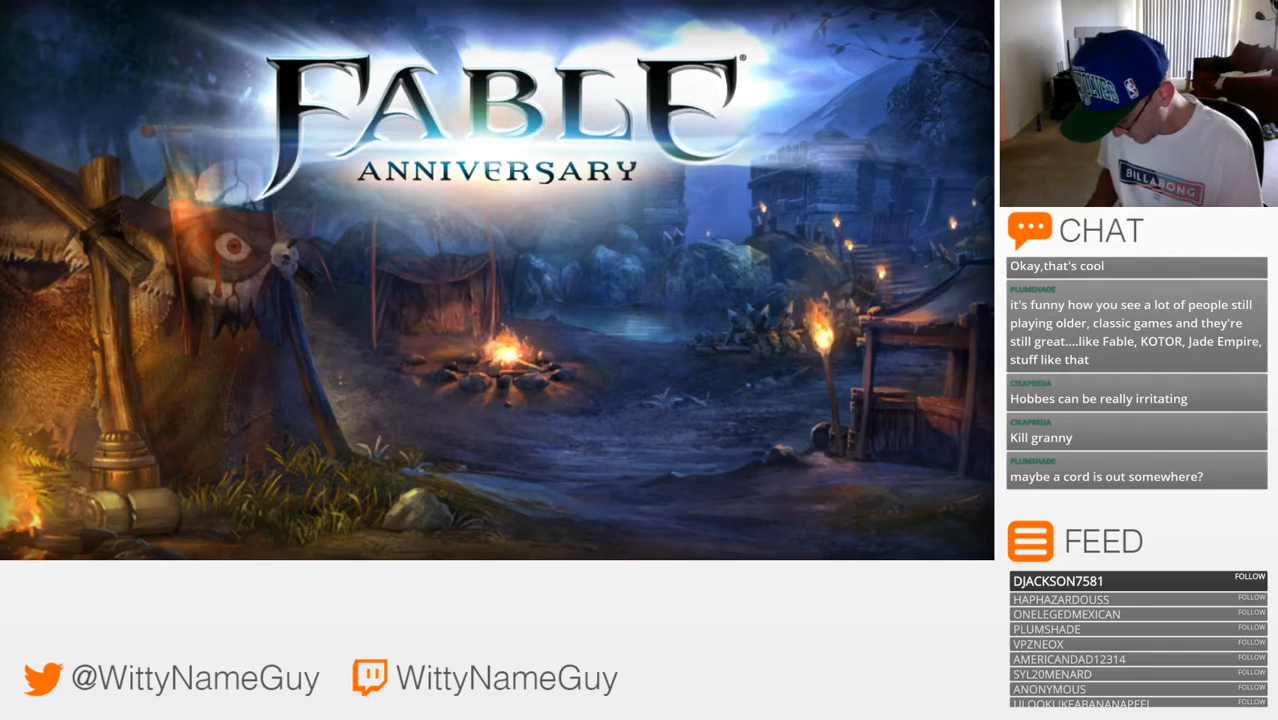 FABLE®
ANNIVERSARY
BILLABONG
CHAT
Okay,that's cool
PLUMSHADE
it's funny how you see a lot of people still
playing older, classic games and they're
still great....like Fable, KOTOR, Jade Empire,
stuff like that
CIKAPREDA
Hobbes can be really irritating
CIKAPREDA
Kill granny
PLUMSHADE
maybe a cord is out somewhere?
FEED
DJACKSON7581 FOLLOW
HAPHAZARDOUSS FOLLOW
ONELEGEDMEXICAN FOLLOW
PLUMSHADE FOLLOW
VPZNEOX FOLLOW
AMERICANDAD12314 FOLLOW
SYL20MENARD FOLLOW
ANONYMOUS FOLLOW
FOLLOW
@WittyNameGuy WittyNameGuy